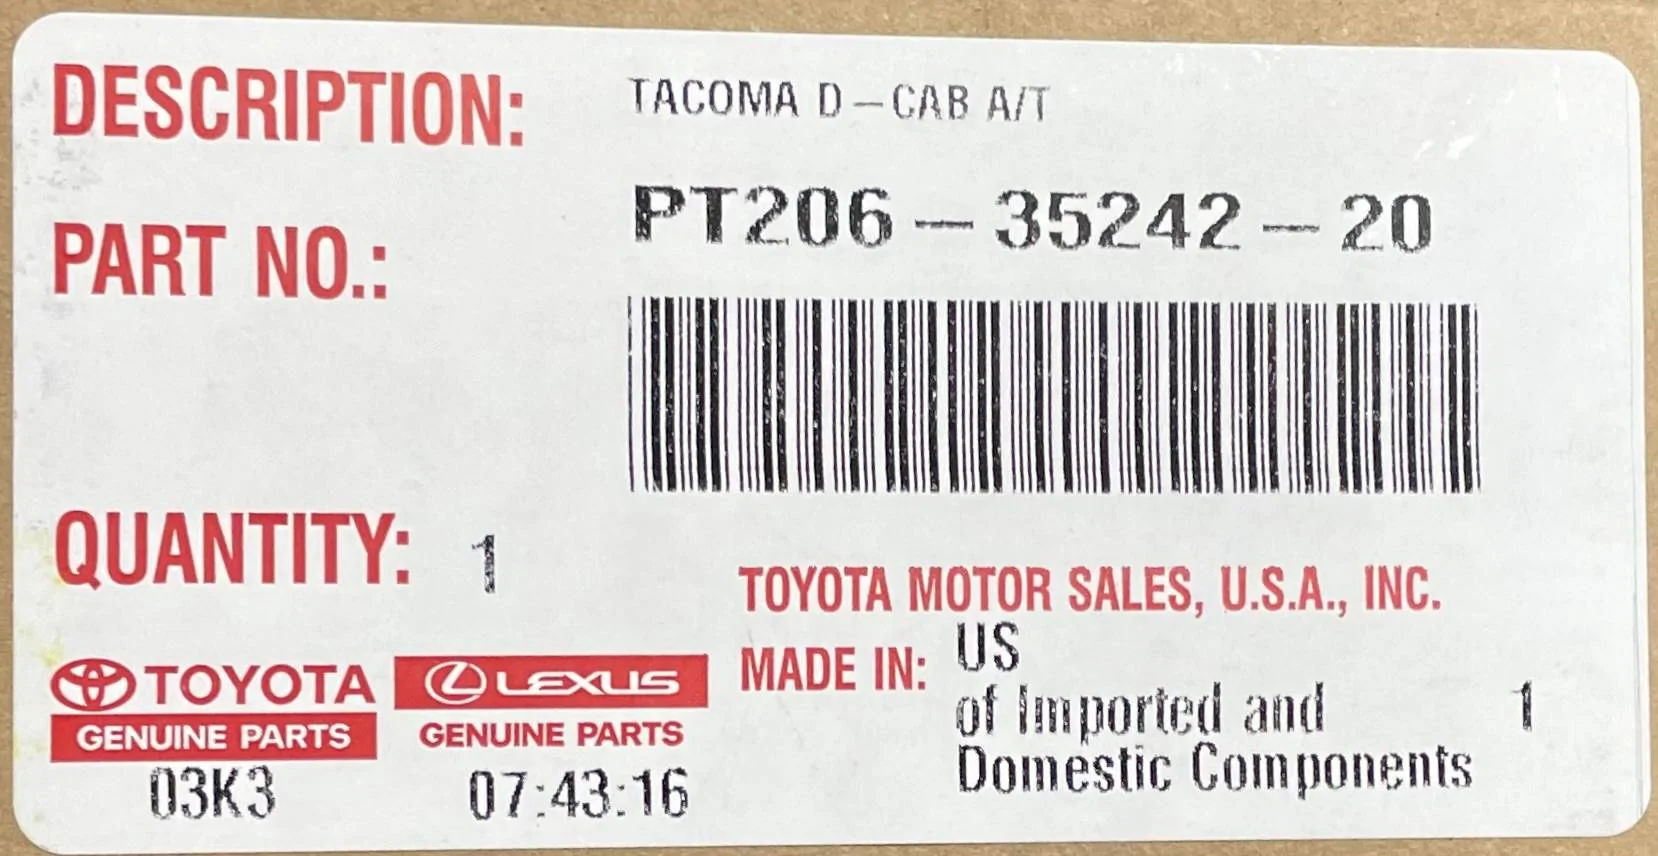 DESCRIPTION: TACOMA D-CAB A/T
PART NO.: PT206-35242-20
QUANTITY: 1
TOYOTA MOTOR SALES, U.S.A., INC.
MADE IN: US
of Imported and 1
Domestic Components
TOYOTA
GENUINE PARTS
LEXUS
GENUINE PARTS
03K3 07:43:16